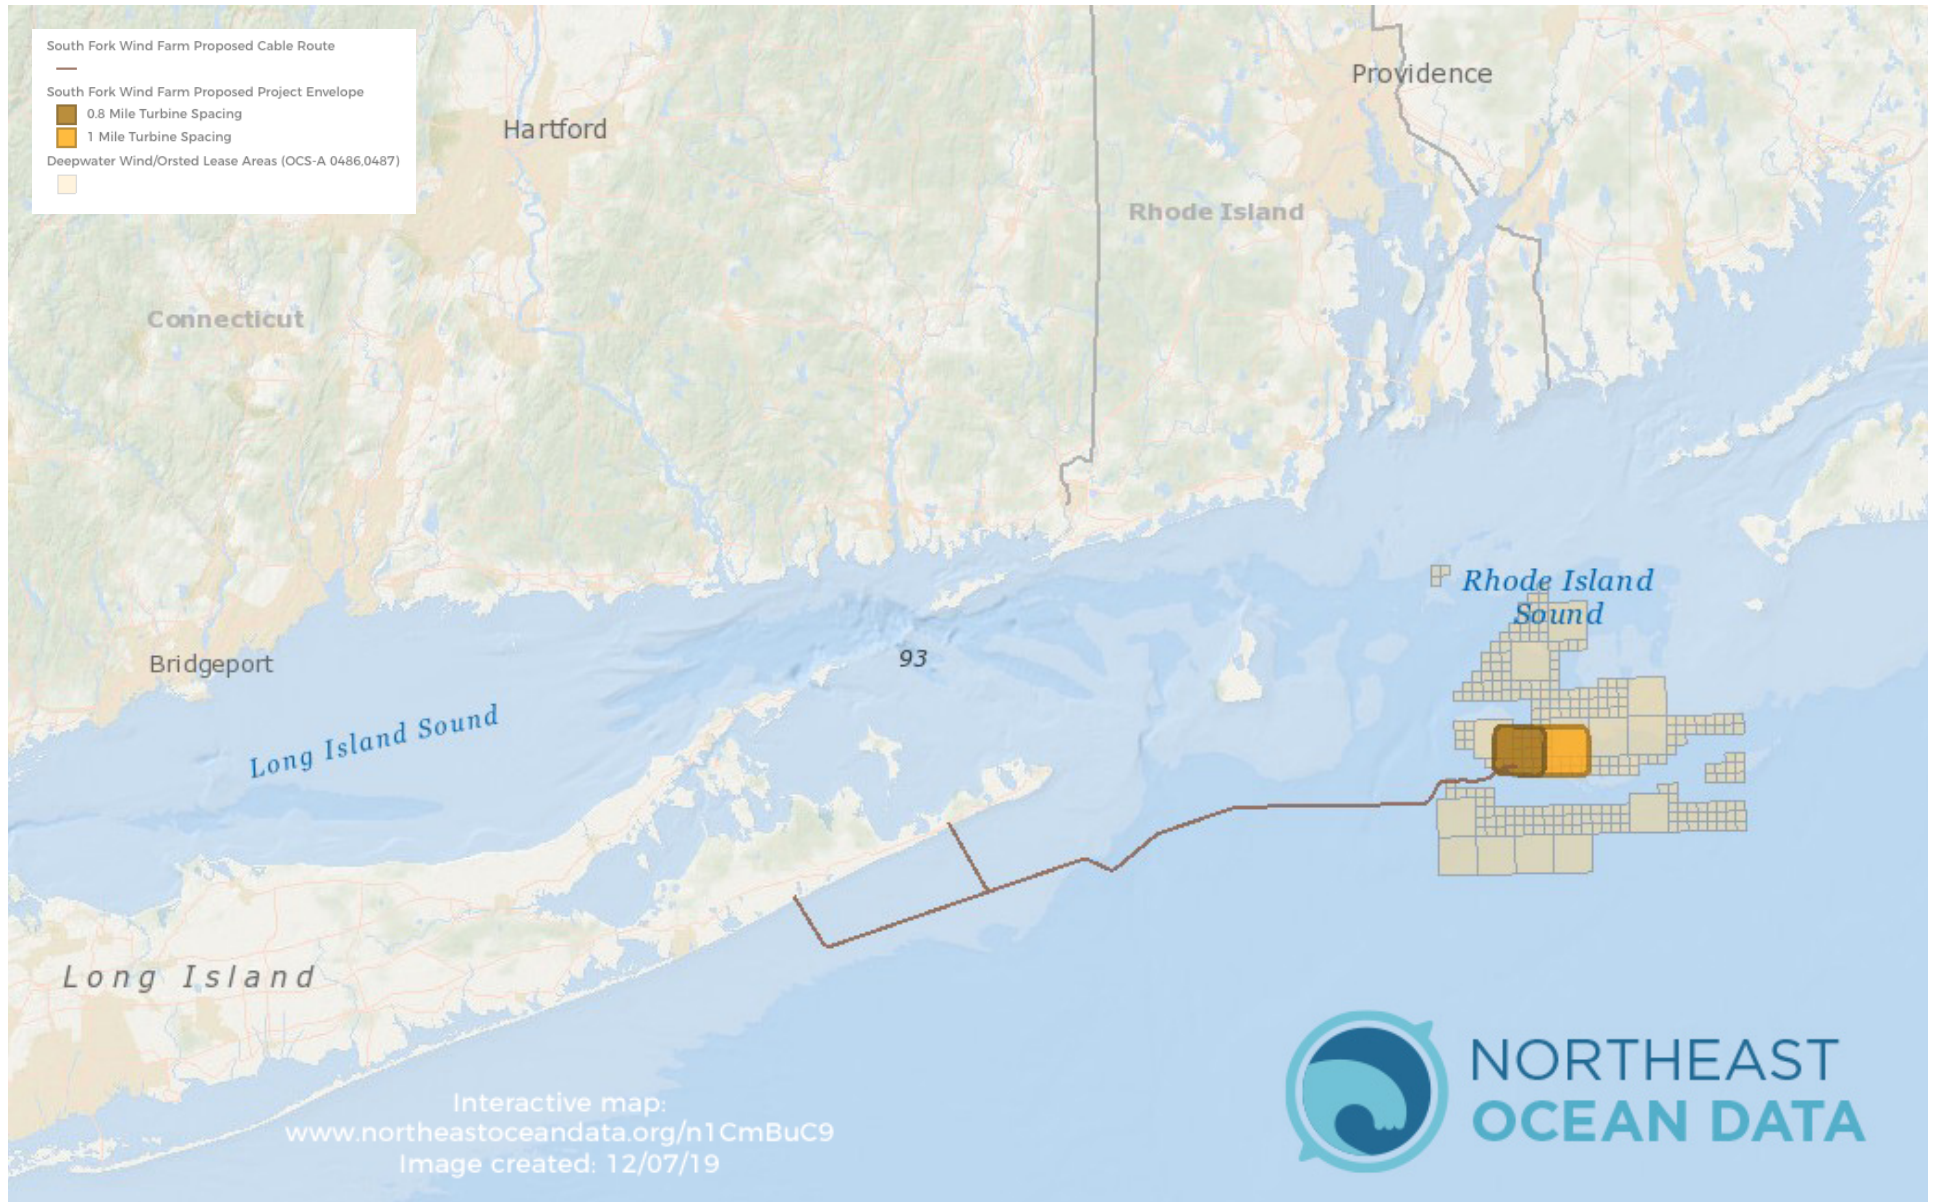 South Fork Wind Farm Proposed Cable Route
South Fork Wind Farm Proposed Project Envelope
0.8 Mile Turbine Spacing
1 Mile Turbine Spacing
Deepwater Wind/Orsted Lease Areas (OCS-A 0486,0487)
Providence
Hartford
Rhode Island
Connecticut
Rhode Island
Sound
93
Bridgeport
Long Island Sound
Long Island
NORTHEAST
OCEAN DATA
Interactive map:
www.northeastoceandata.org/n1CmBuC9
Image created: 12/07/19